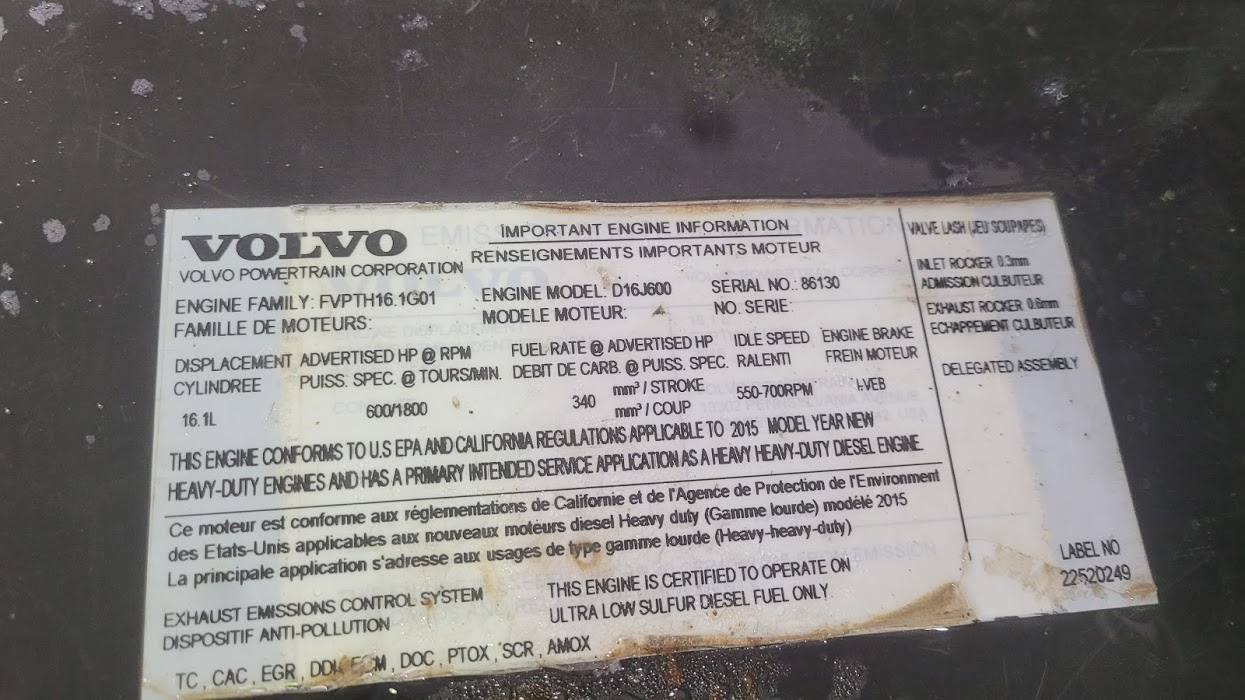 VOLVO
VOLVO POWERTRAIN CORPORATION
IMPORTANT ENGINE INFORMATION
RENSEIGNEMENTS IMPORTANTS MOTEUR
ENGINE FAMILY: FVPTH16.1G01
FAMILLE DE MOTEURS:
ENGINE MODEL: D16J600
MODELE MOTEUR:
SERIAL NO.: 86130
NO. SERIE:
DISPLACEMENT
CYLINDREE
16.1L
ADVERTISED HP @ RPM
PUISS. SPEC. @ TOURS/MIN.
600/1800
FUEL RATE @ ADVERTISED HP
DEBIT DE CARB. @ PUISS. SPEC.
340 mm³ / STROKE
mm³ / COUP
IDLE SPEED
RALENTI
550-700RPM
ENGINE BRAKE
FREIN MOTEUR
I-VEB
THIS ENGINE CONFORMS TO U.S EPA AND CALIFORNIA REGULATIONS APPLICABLE TO 2015 MODEL YEAR NEW
HEAVY-DUTY ENGINES AND HAS A PRIMARY INTENDED SERVICE APPLICATION AS A HEAVY HEAVY-DUTY DIESEL ENGINE.
Ce moteur est conforme aux réglementations de Californie et de l'Agence de Protection de l'Environment
des Etats-Unis applicables aux nouveaux motéurs diesel Heavy duty (Gamme lourde) modélé 2015
La principale application s'adresse aux usages de type gamme lourde (Heavy-heavy-duty)
EXHAUST EMISSIONS CONTROL SYSTEM
DISPOSITIF ANTI-POLLUTION
THIS ENGINE IS CERTIFIED TO OPERATE ON
ULTRA LOW SULFUR DIESEL FUEL ONLY
TC , CAC , EGR , DDI, ECM , DOC , PTOX , SCR , AMOX
VALVE LASH (JEU SOUPAPES)
INLET ROCKER 0.3mm
ADMISSION CULBUTEUR
EXHAUST ROCKER 0.6mm
ECHAPPEMENT CULBUTEUR
DELEGATED ASSEMBLY
LABEL NO
22520249